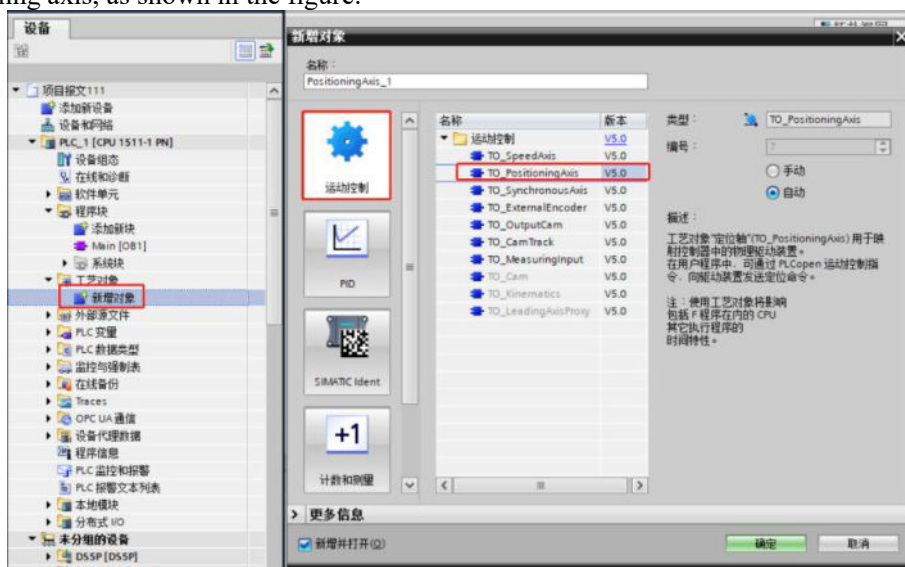 ning axis, as shown in the figure.
设备
项目报文111
添加新设备
设备和网络
PLC_1 [CPU 1511-1 PN]
设备组态
在线和诊断
软件单元
程序块
添加新块
Main [OB1]
系统块
工艺对象
新增对象
外部源文件
PLC 变量
PLC 数据类型
监控与强制表
在线备份
Traces
OPC UA 通信
设备代理数据
程序信息
PLC 监控和报警
PLC 报警文本列表
本地模块
分布式 I/O
未分组的设备
DS5P [DS5P]
新增对象
名称：
PositioningAxis_1
运动控制
PID
SIMATIC Ident
+1
计数和测量
名称 版本
运动控制 V5.0
TO_SpeedAxis V5.0
TO_PositioningAxis V5.0
TO_SynchronousAxis V5.0
TO_ExternalEncoder V5.0
TO_OutputCam V5.0
TO_CamTrack V5.0
TO_MeasuringInput V5.0
TO_Cam V5.0
TO_Kinematics V5.0
TO_LeadingAxisProxy V5.0
类型： TO_PositioningAxis
编号： 7
手动
自动
描述：
工艺对象"定位轴"(TO_PositioningAxis) 用于映
射控制器中的物理驱动装置。
在用户程序中，可通过 PLCopen 运动控制指
令，向驱动装置发送定位命令。
注：使用工艺对象将影响
包括 F 程序在内的 CPU
其它执行程序的
时间特性。
更多信息
新增并打开(O)
确定 取消